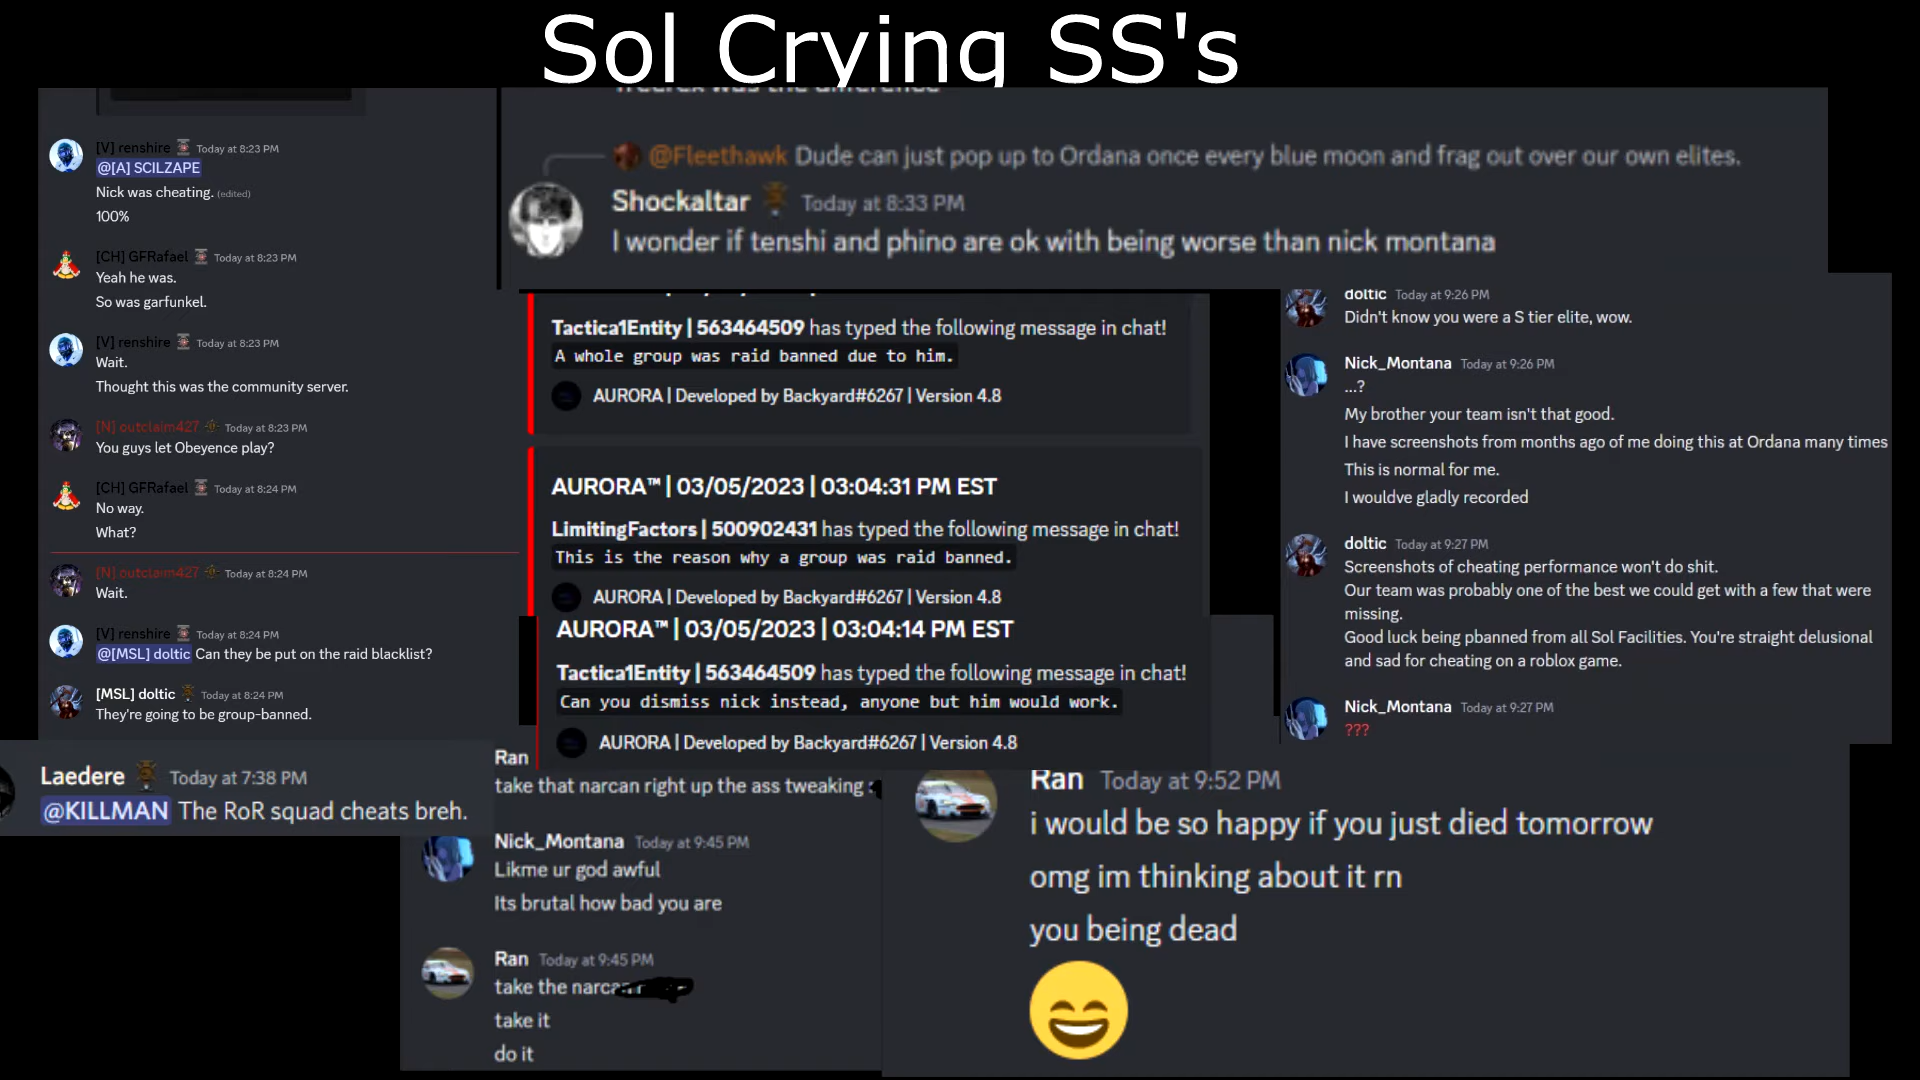 Sol Crying SS's
[V] renshire Today at 8:23 PM
@[A] SCILZAPE
Nick was cheating. (edited)
100%
[CH] GFRafael Today at 8:23 PM
Yeah he was.
So was garfunkel.
[V] renshire Today at 8:23 PM
Wait.
Thought this was the community server.
[N] outclaim427 Today at 8:23 PM
You guys let Obeyence play?
[CH] GFRafael Today at 8:24 PM
No way.
What?
[N] outclaim427 Today at 8:24 PM
Wait.
[V] renshire Today at 8:24 PM
@[MSL] doltic Can they be put on the raid blacklist?
[MSL] doltic Today at 8:24 PM
They're going to be group-banned.
was the difference
@Fleethawk Dude can just pop up to Ordana once every blue moon and frag out over our own elites.
Shockaltar Today at 8:33 PM
I wonder if tenshi and phino are ok with being worse than nick montana
Tactica1Entity | 563464509 has typed the following message in chat!
A whole group was raid banned due to him.
AURORA | Developed by Backyard#6267 | Version 4.8
AURORA™ | 03/05/2023 | 03:04:31 PM EST
LimitingFactors | 500902431 has typed the following message in chat!
This is the reason why a group was raid banned.
AURORA | Developed by Backyard#6267 | Version 4.8
AURORA™ | 03/05/2023 | 03:04:14 PM EST
Tactica1Entity | 563464509 has typed the following message in chat!
Can you dismiss nick instead, anyone but him would work.
AURORA | Developed by Backyard#6267 | Version 4.8
doltic Today at 9:26 PM
Didn't know you were a S tier elite, wow.
Nick_Montana Today at 9:26 PM
...?
My brother your team isn't that good.
I have screenshots from months ago of me doing this at Ordana many times
This is normal for me.
I wouldve gladly recorded
doltic Today at 9:27 PM
Screenshots of cheating performance won't do shit.
Our team was probably one of the best we could get with a few that were
missing.
Good luck being pbanned from all Sol Facilities. You're straight delusional
and sad for cheating on a roblox game.
Nick_Montana Today at 9:27 PM
???
Laedere Today at 7:38 PM
@KILLMAN The RoR squad cheats breh.
Ran
take that narcan right up the ass tweaking
Nick_Montana Today at 9:45 PM
Likme ur god awful
Its brutal how bad you are
Ran Today at 9:45 PM
take the narcan
take it
do it
Ran Today at 9:52 PM
i would be so happy if you just died tomorrow
omg im thinking about it rn
you being dead